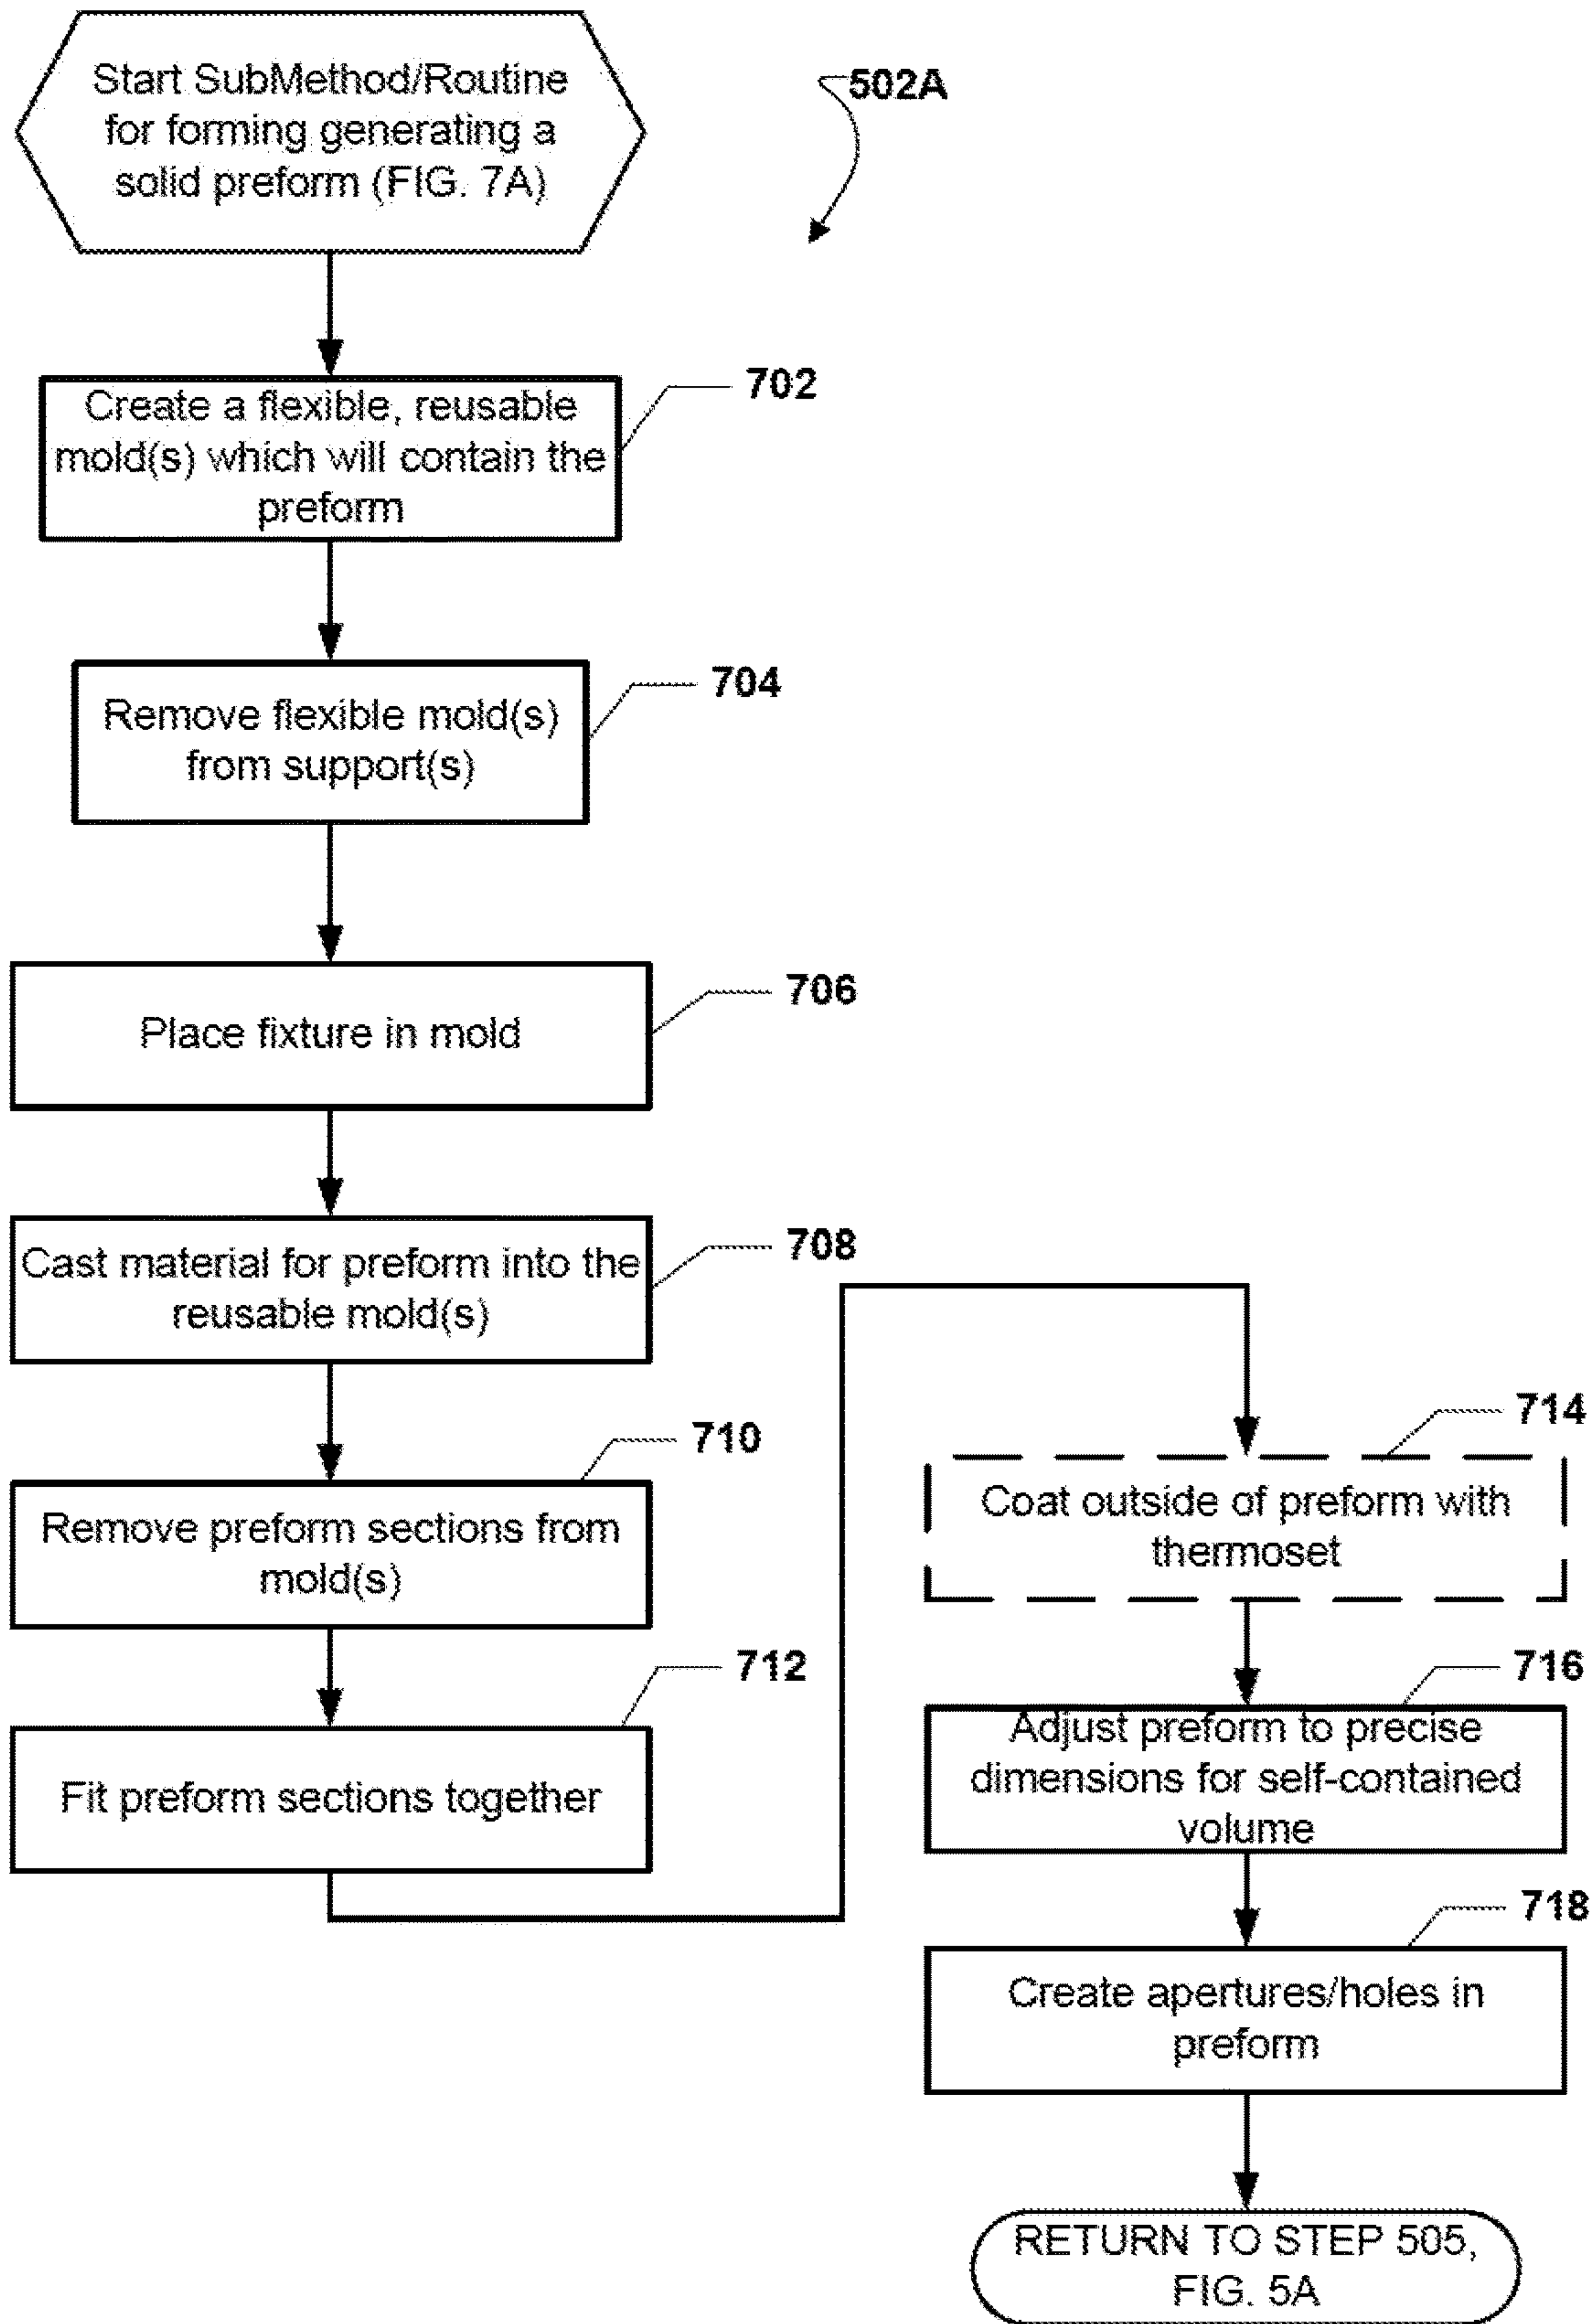 Start SubMethod/Routine
for forming generating a
solid preform (FIG. 7A)
502A
702
Create a flexible, reusable
mold(s) which will contain the
preform
704
Remove flexible mold(s)
from support(s)
706
Place fixture in mold
708
Cast material for preform into the
reusable mold(s)
710
Remove preform sections from
mold(s)
712
Fit preform sections together
714
Coat outside of preform with
thermoset
716
Adjust preform to precise
dimensions for self-contained
volume
718
Create apertures/holes in
preform
RETURN TO STEP 505,
FIG. 5A